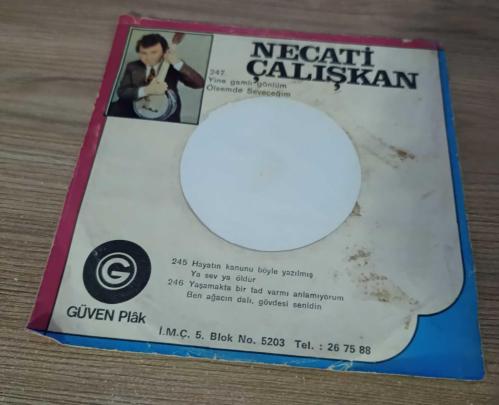 NECATİ
ÇALIŞKAN
247
Yine gamlı gönlüm
Ölsemde Seveceğim
245 Hayatın kanunu böyle yazılmış
Ya sev ya öldür
246 Yaşamakta bir tad varmı anlamıyorum
Ben ağacın dalı, gövdesi senidin
G
GÜVEN Plâk
İ.M.Ç. 5. Blok No. 5203 Tel. : 26 75 88